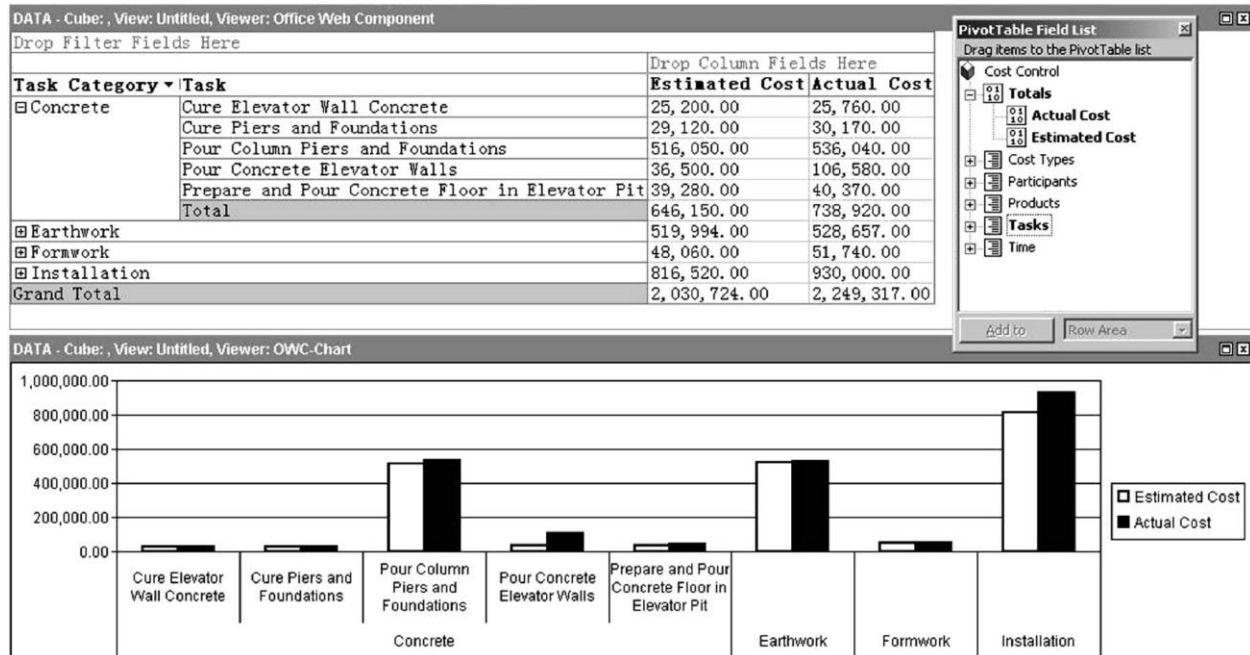 DATA - Cube: , View: Untitled, Viewer: Office Web Component
Drop Filter Fields Here
Drop Column Fields Here
Task Category Task Estimated Cost Actual Cost
Concrete Cure Elevator Wall Concrete 25,200.00 25,760.00
Cure Piers and Foundations 29,120.00 30,170.00
Pour Column Piers and Foundations 516,050.00 536,040.00
Pour Concrete Elevator Walls 36,500.00 106,580.00
Prepare and Pour Concrete Floor in Elevator Pit 39,280.00 40,370.00
Total 646,150.00 738,920.00
Earthwork 519,994.00 528,657.00
Formwork 48,060.00 51,740.00
Installation 816,520.00 930,000.00
Grand Total 2,030,724.00 2,249,317.00
PivotTable Field List
Drag items to the PivotTable list
Cost Control
Totals
Actual Cost
Estimated Cost
Cost Types
Participants
Products
Tasks
Time
Add to Row Area
DATA - Cube: , View: Untitled, Viewer: OWC-Chart
1,000,000.00
800,000.00
600,000.00
400,000.00
200,000.00
0.00
Cure Elevator
Wall Concrete
Cure Piers and
Foundations
Pour Column
Piers and
Foundations
Pour Concrete
Elevator Walls
Prepare and Pour
Concrete Floor in
Elevator Pit
Concrete Earthwork Formwork Installation
Estimated Cost
Actual Cost